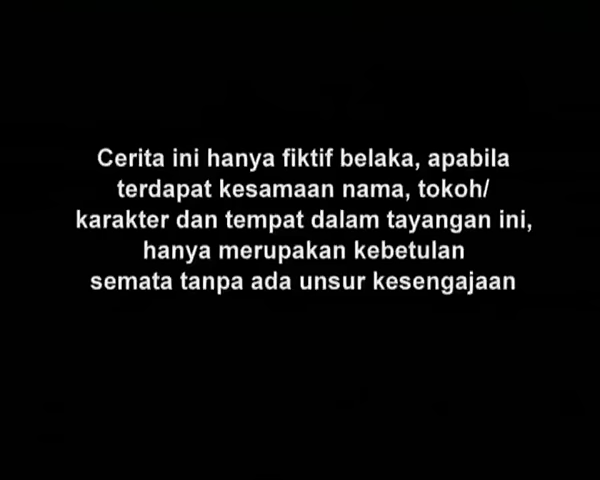 Cerita ini hanya fiktif belaka, apabila
terdapat kesamaan nama, tokoh/
karakter dan tempat dalam tayangan ini,
hanya merupakan kebetulan
semata tanpa ada unsur kesengajaan